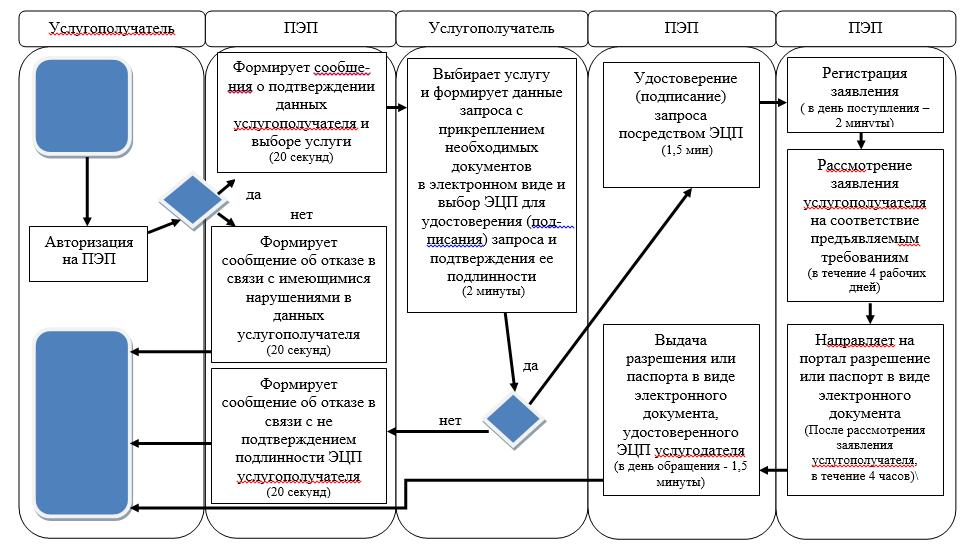 Услугополучатель
ПЭП
Услугополучатель
ПЭП
ПЭП
Авторизация
на ПЭП
да
нет
Формирует сообще-
ния о подтверждении
данных
услугополучателя и
выборе услуги
(20 секунд)
Формирует
сообщение об отказе в
связи с имеющимися
нарушениями в
данных
услугополучателя
(20 секунд)
Формирует
сообщение об отказе в
связи с не
подтверждением
подлинности ЭЦП
услугополучателя
(20 секунд)
Выбирает услугу
и формирует данные
запроса с
прикреплением
необходимых
документов
в электронном виде и
выбор ЭЦП для
удостоверения (под-
писания) запроса и
подтверждения ее
подлинности
(2 минуты)
да
нет
Удостоверение
(подписание)
запроса
посредством ЭЦП
(1,5 мин)
Выдача
разрешения или
паспорта в виде
электронного
документа,
удостоверенного
ЭЦП услугодателя
(в день обращения - 1,5
минуты)
Регистрация
заявления
( в день поступления –
2 минуты)
Рассмотрение
заявления
услугополучателя
на соответствие
предъявляемым
требованиям
(в течение 4 рабочих
дней)
Направляет на
портал разрешение
или паспорт в виде
электронного
документа
(После рассмотрения
заявления
услугополучателя,
в течение 4 часов)\